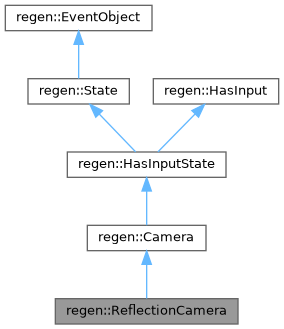 regen::EventObject
regen::State
regen::HasInput
regen::HasInputState
regen::Camera
regen::ReflectionCamera